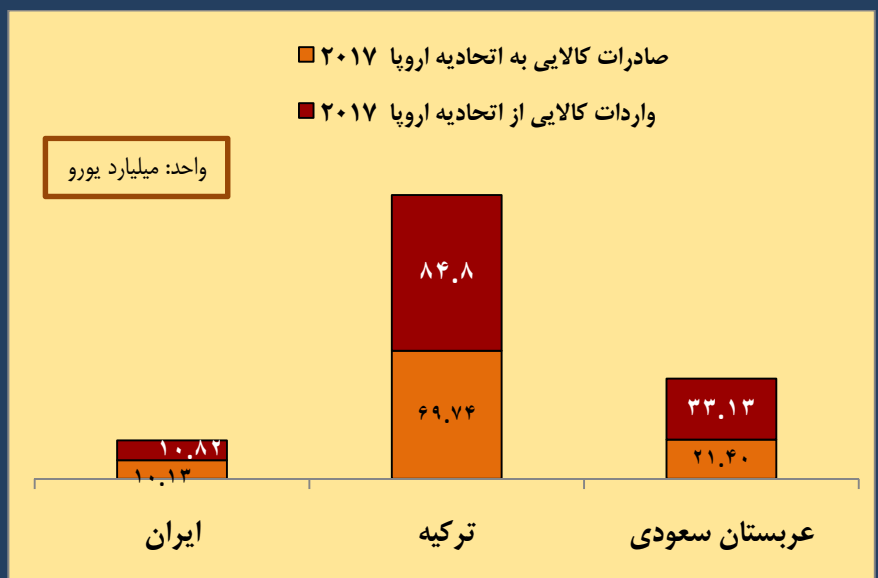 صادرات کالایی به اتحادیه اروپا ۲۰۱۷
واردات کالایی از اتحادیه اروپا ۲۰۱۷
واحد: میلیارد یورو
۸۴.۸
۶۹.۷۴
۳۳.۱۳
۲۱.۴۰
۱۰.۸۲
۱۰.۱۳
عربستان سعودی
ترکیه
ایران